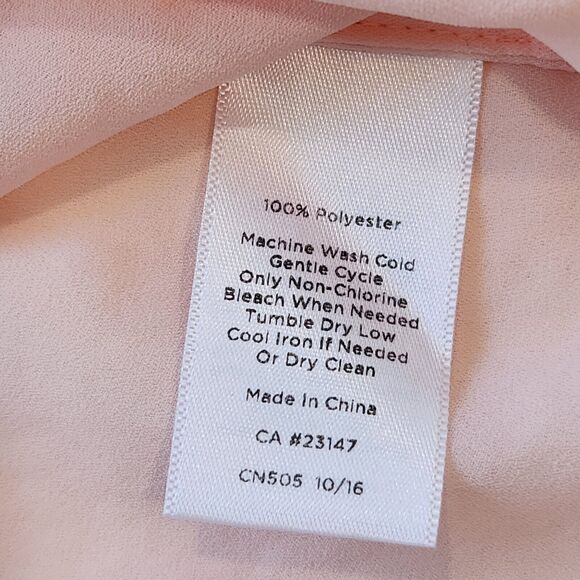 100% Polyester
Machine Wash Cold
Gentle Cycle
Only Non-Chlorine
Bleach When Needed
Tumble Dry Low
Cool Iron If Needed
Or Dry Clean
Made In China
CA #23147
CN505 10/16